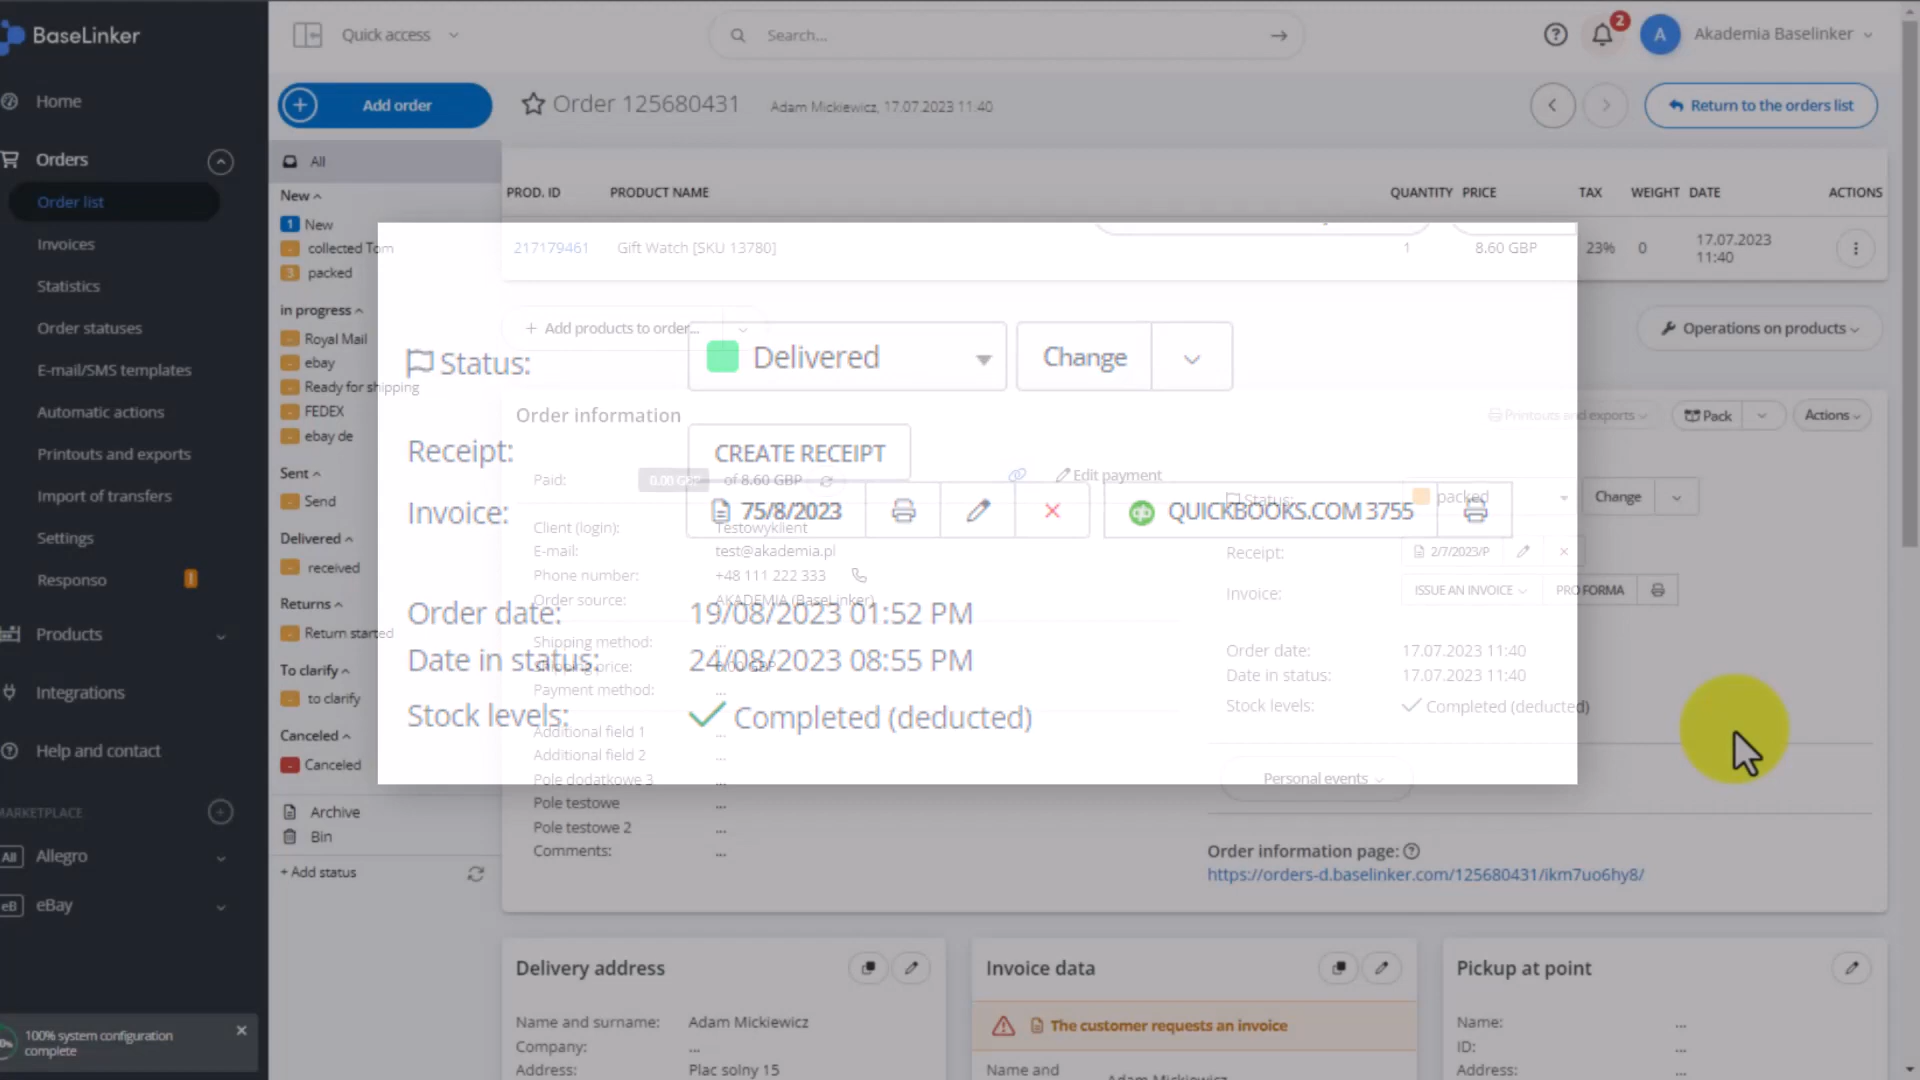 BaseLinker
Quick access
Search...
2
A
Akademia Baselinker
Home
Orders
Order list
Invoices
Statistics
Order statuses
E-mail/SMS templates
Automatic actions
Printouts and exports
Import of transfers
Settings
Responso
!
Products
Integrations
Help and contact
MARKETPLACE
All Allegro
eB eBay
100% system configuration
complete
Add order
Order 125680431
Adam Mickiewicz, 17.07.2023 11:40
Return to the orders list
All
New
1 New
- collected Tom
3 packed
in progress
- Royal Mail
- ebay
- Ready for shipping
- FEDEX
- ebay de
Sent
- Send
Delivered
- received
Returns
- Return started
To clarify
- to clarify
Canceled
- Canceled
Archive
Bin
+ Add status
PROD. ID PRODUCT NAME QUANTITY PRICE TAX WEIGHT DATE ACTIONS
217179461 Gift Watch [SKU 13780] 1 8.60 GBP 23% 0 17.07.2023
11:40
+ Add products to order...
Operations on products
Status: Delivered Change
Order information
Printouts and exports
Pack
Actions
Receipt: CREATE RECEIPT
Paid: 0.00 GBP of 8.60 GBP Edit payment
Status: packed Change
Invoice: 75/8/2023 QUICKBOOKS.COM 3755
Client (login): Testowyklient
E-mail: test@akademia.pl
Phone number: +48 111 222 333
Order source: AKADEMIA (BaseLinker)
Receipt: 2/7/2023/P
Invoice: ISSUE AN INVOICE PRO FORMA
Order date: 19/08/2023 01:52 PM
Shipping method: ...
Shipping price: 0.00 GBP
Payment method: ...
Date in status: 24/08/2023 08:55 PM
Order date: 17.07.2023 11:40
Date in status: 17.07.2023 11:40
Stock levels: Completed (deducted)
Stock levels: Completed (deducted)
Additional field 1 ...
Additional field 2 ...
Pole dodatkowe 3 ...
Pole testowe ...
Pole testowe 2 ...
Comments: ...
Personal events
Order information page:
https://orders-d.baselinker.com/125680431/ikm7uo6hy8/
Delivery address
Name and surname: Adam Mickiewicz
Company: ...
Address: Plac solny 15
Invoice data
The customer requests an invoice
Name and Adam Mickiewicz
Pickup at point
Name: ...
ID: ...
Address: ...